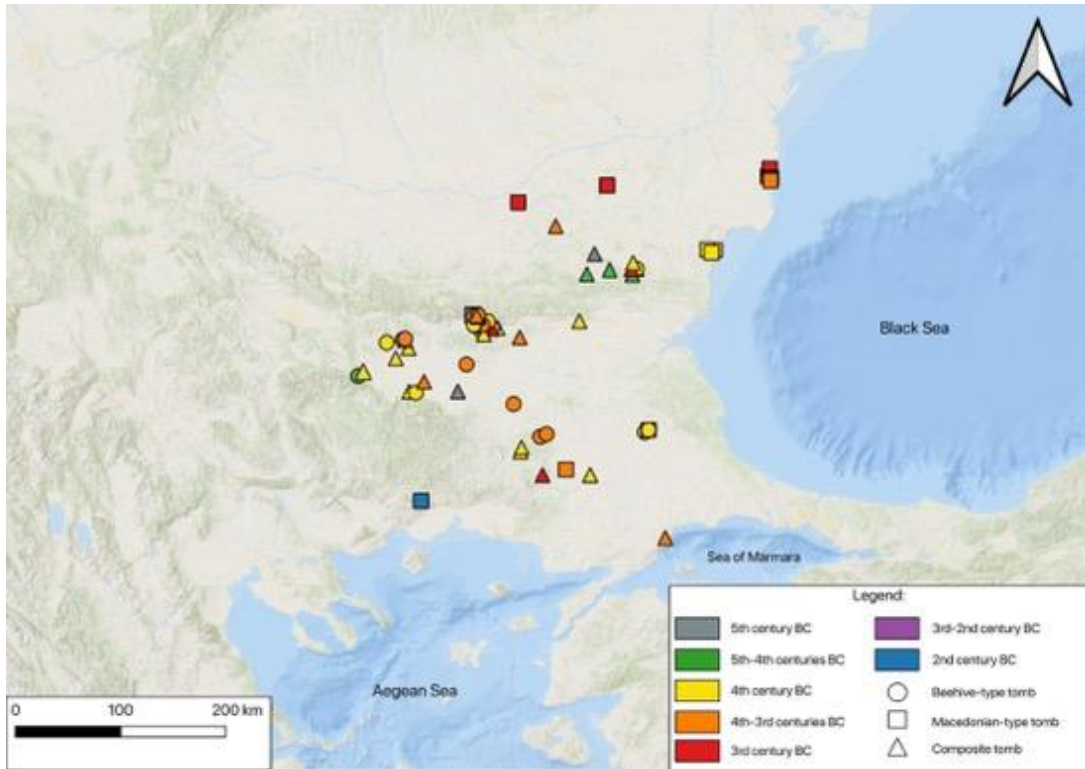 Black Sea
Sea of Marmara
Aegean Sea
0 100 200 km
Legend:
5th century BC
5th-4th centuries BC
4th century BC
4th-3rd centuries BC
3rd century BC
3rd-2nd century BC
2nd century BC
Beehive-type tomb
Macedonian-type tomb
Composite tomb